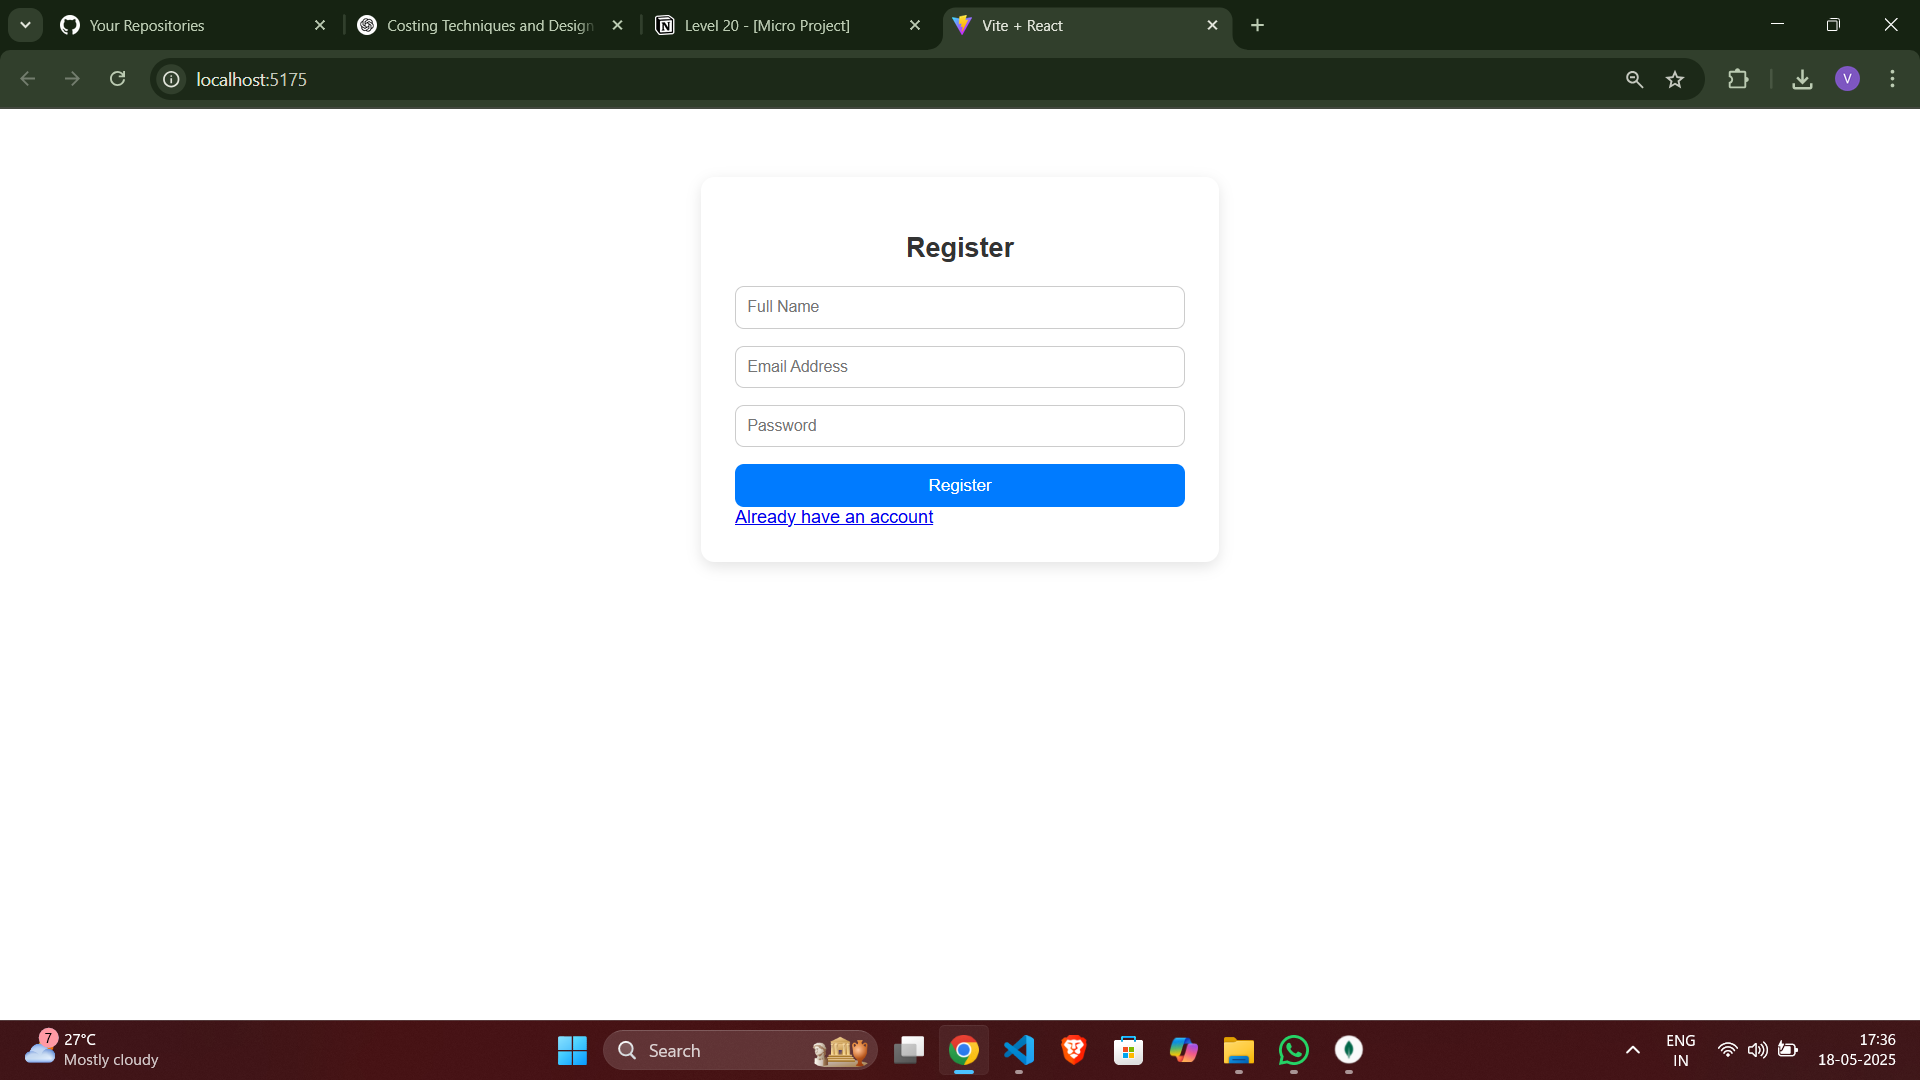 Your Repositories
Costing Techniques and Design
Level 20 - [Micro Project]
Vite + React
localhost:5175
V
Register
Full Name
Email Address
Password
Register
Already have an account
7
27°C
Mostly cloudy
Search
ENG
IN
17:36
18-05-2025